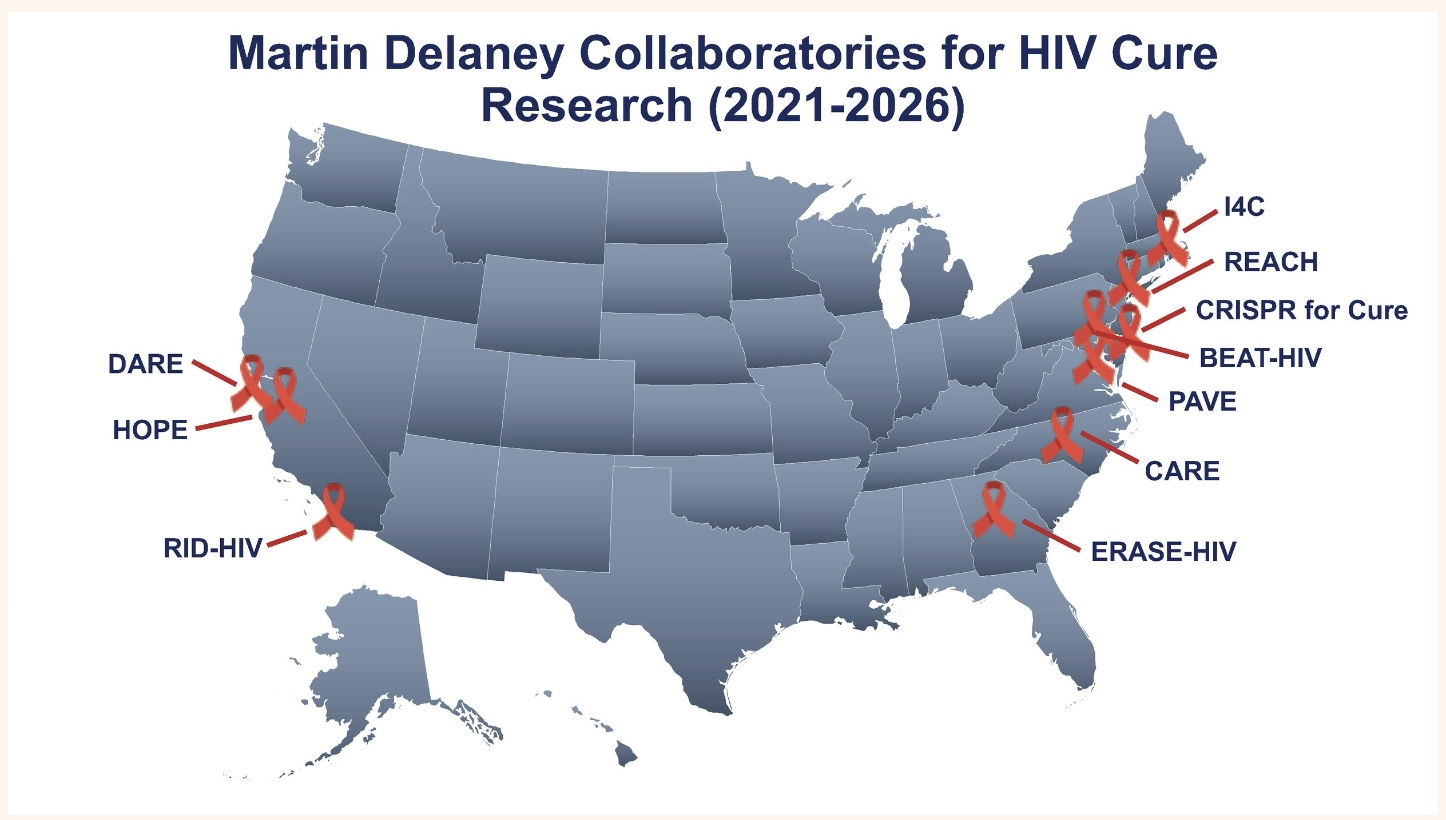 Martin Delaney Collaboratories for HIV Cure
Research (2021-2026)
I4C
REACH
CRISPR for Cure
BEAT-HIV
PAVE
CARE
ERASE-HIV
DARE
HOPE
RID-HIV